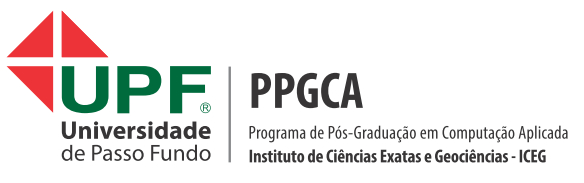 UPF®
Universidade
de Passo Fundo
PPGCA
Programa de Pós-Graduação em Computação Aplicada
Instituto de Ciências Exatas e Geociências - ICEG